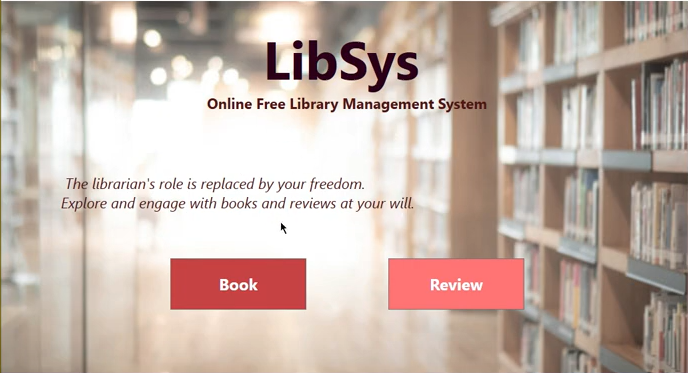 LibSys
Online Free Library Management System
The librarian's role is replaced by your freedom.
Explore and engage with books and reviews at your will.
Book
Review